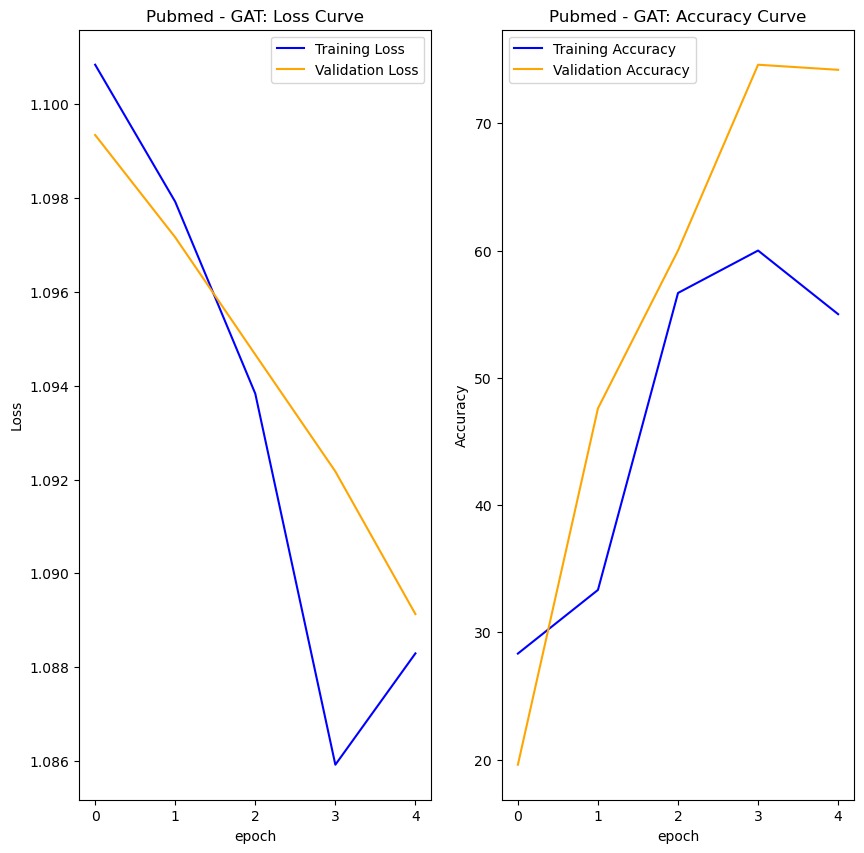 Pubmed - GAT: Loss Curve
Training Loss
Validation Loss
1.100
1.098
1.096
1.094
1.092
1.090
1.088
1.086
Loss
0 1 2 3 4
epoch
Pubmed - GAT: Accuracy Curve
Training Accuracy
Validation Accuracy
70
60
50
40
30
20
Accuracy
0 1 2 3 4
epoch